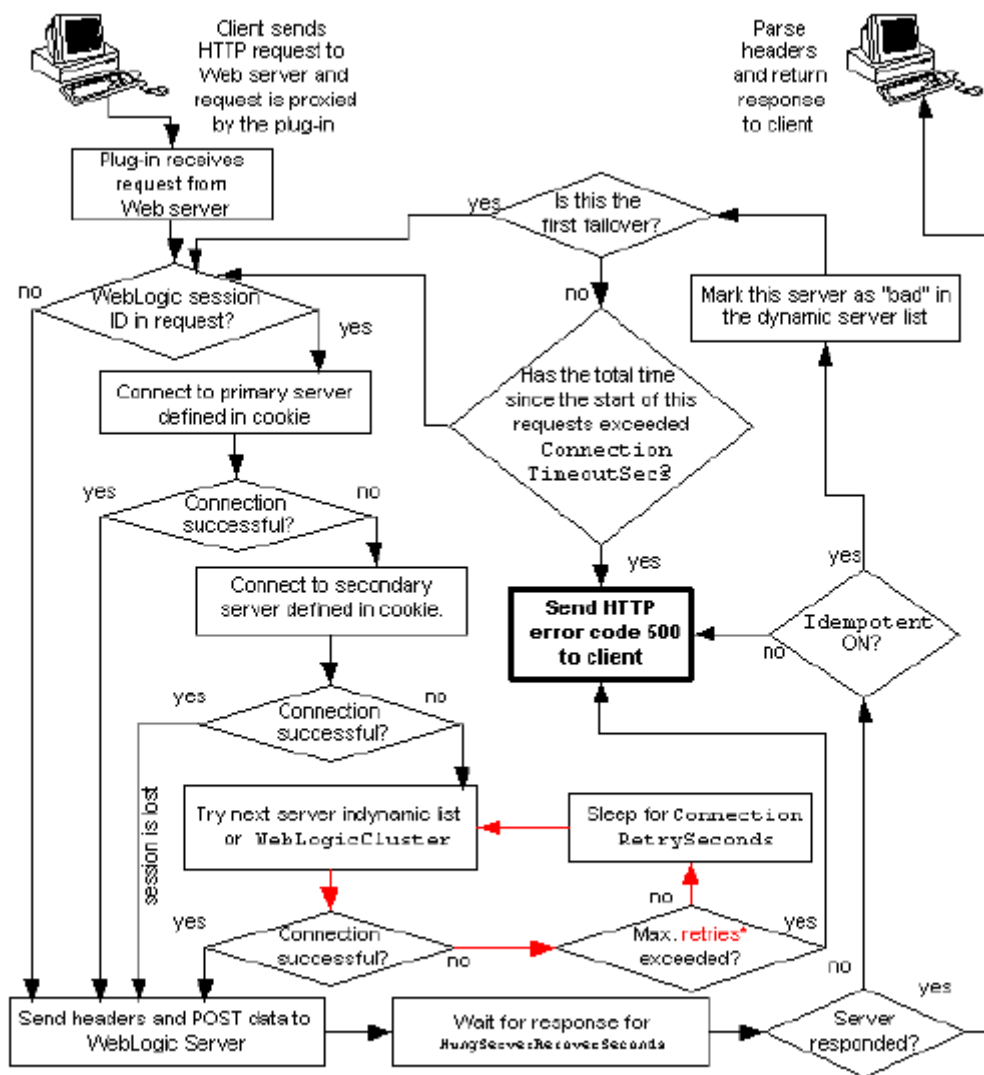 Client sends
HTTP request to
Web server and
request is proxied
by the plug-in
Parse
headers
and return
response
to client
Plug-in receives
request from
Web server
yes
Is this the
first failover?
no
WebLogic session
ID in request?
yes
no
Mark this server as "bad" in
the dynamic server list
Connect to primary server
defined in cookie
Has the total time
since the start of this
requests exceeded
Connection
TimeoutSec?
yes
Connection
successful?
no
Connect to secondary
server defined in cookie.
yes
Send HTTP
error code 500
to client
yes
Idempotent
ON?
no
yes
Connection
successful?
no
session is lost
Try next server indynamic list
or WebLogicCluster
Sleep for Connection
RetrySeconds
no
yes
Connection
successful?
no
Max. retries*
exceeded?
yes
no
yes
Send headers and POST data to
WebLogic Server
Wait for response for
HungServerRecoverSeconds
Server
responded?